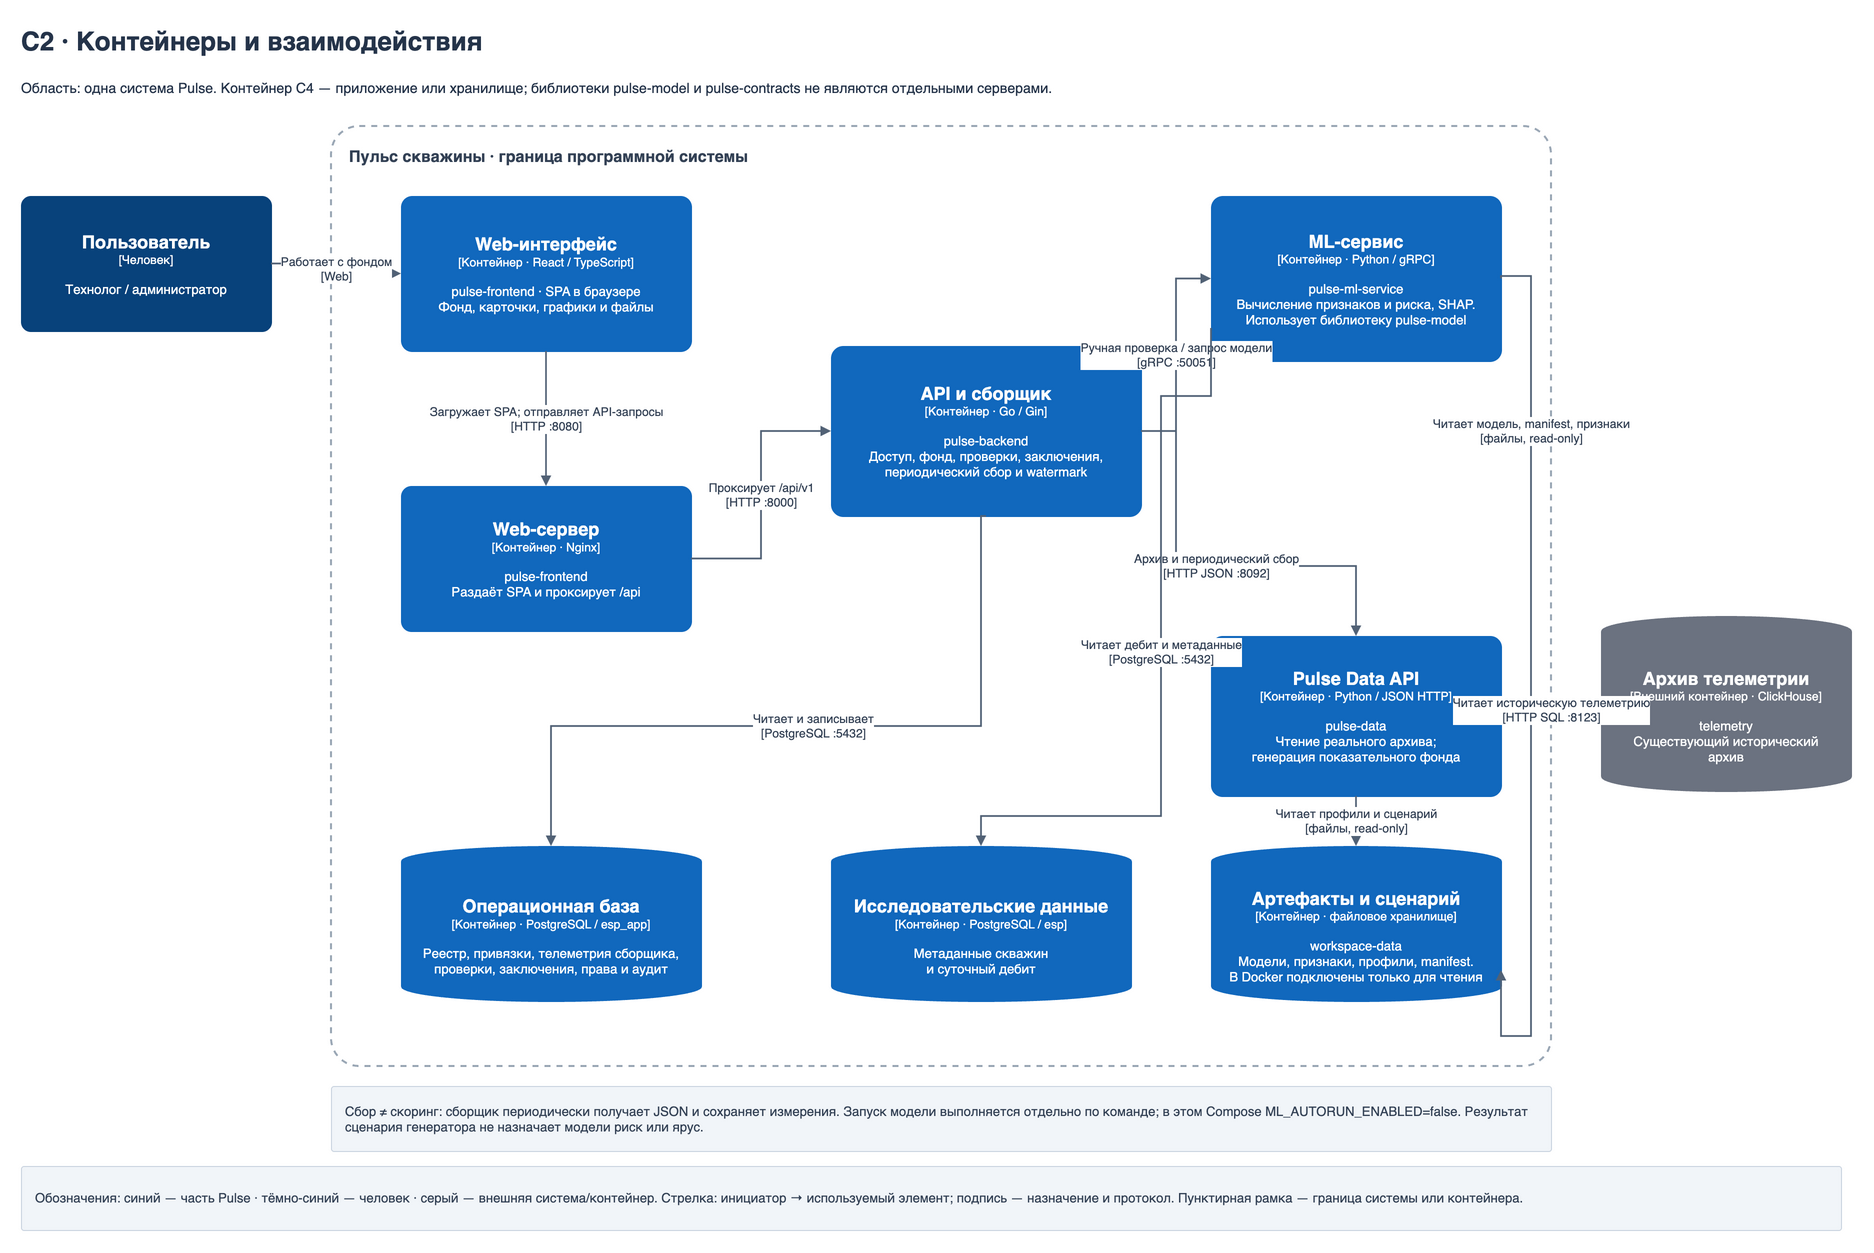 C2 · Контейнеры и взаимодействия
Область: одна система Pulse. Контейнер C4 — приложение или хранилище; библиотеки pulse-model и pulse-contracts не являются отдельными серверами.
Пульс скважины · граница программной системы
Пользователь
[Человек]
Технолог / администратор
Работает с фондом
[Web]
Web-интерфейс
[Контейнер · React / TypeScript]
pulse-frontend · SPA в браузере
Фонд, карточки, графики и файлы
ML-сервис
[Контейнер · Python / gRPC]
pulse-ml-service
Вычисление признаков и риска, SHAP.
Использует библиотеку pulse-model
Ручная проверка / запрос модели
[gRPC :50051]
API и сборщик
[Контейнер · Go / Gin]
pulse-backend
Доступ, фонд, проверки, заключения,
периодический сбор и watermark
Загружает SPA; отправляет API-запросы
[HTTP :8080]
Читает модель, manifest, признаки
[файлы, read-only]
Проксирует /api/v1
[HTTP :8000]
Web-сервер
[Контейнер · Nginx]
pulse-frontend
Раздаёт SPA и проксирует /api
Архив и периодический сбор
[HTTP JSON :8092]
Читает дебит и метаданные
[PostgreSQL :5432]
Pulse Data API
[Контейнер · Python / JSON HTTP]
pulse-data
Чтение реального архива;
генерация показательного фонда
Читает историческую телеметрию
[HTTP SQL :8123]
Архив телеметрии
[Внешний контейнер · ClickHouse]
telemetry
Существующий исторический
архив
Читает и записывает
[PostgreSQL :5432]
Читает профили и сценарий
[файлы, read-only]
Операционная база
[Контейнер · PostgreSQL / esp_app]
Реестр, привязки, телеметрия сборщика,
проверки, заключения, права и аудит
Исследовательские данные
[Контейнер · PostgreSQL / esp]
Метаданные скважин
и суточный дебит
Артефакты и сценарий
[Контейнер · файловое хранилище]
workspace-data
Модели, признаки, профили, manifest.
В Docker подключены только для чтения
Сбор ≠ скоринг: сборщик периодически получает JSON и сохраняет измерения. Запуск модели выполняется отдельно по команде; в этом Compose ML_AUTORUN_ENABLED=false. Результат
сценария генератора не назначает модели риск или ярус.
Обозначения: синий — часть Pulse · тёмно-синий — человек · серый — внешняя система/контейнер. Стрелка: инициатор → используемый элемент; подпись — назначение и протокол. Пунктирная рамка — граница системы или контейнера.